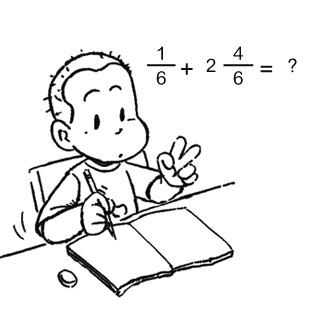 1/6 + 2 4/6 = ?